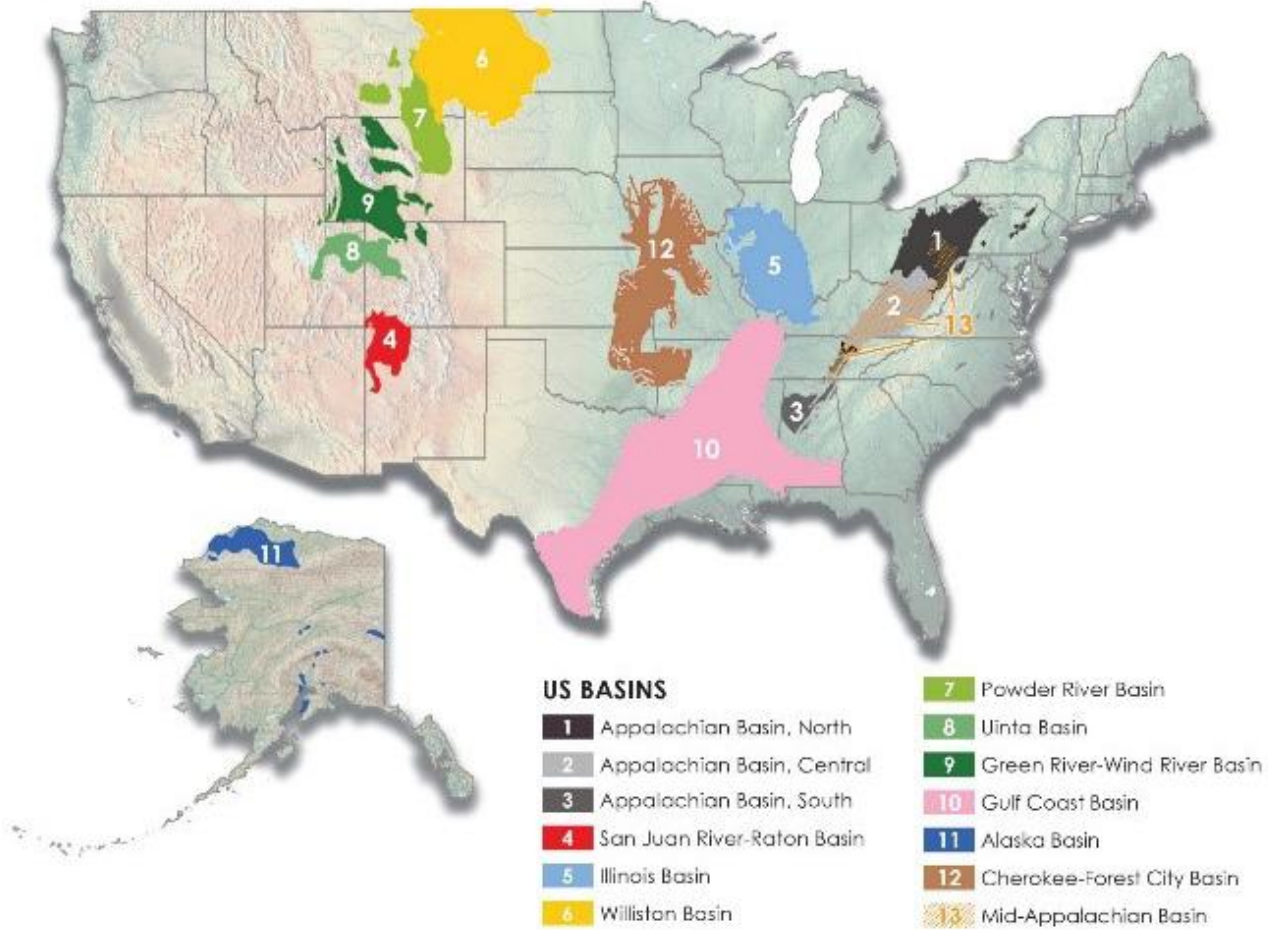 6
7
9
8
4
12
5
1
2
13
3
10
11
US BASINS
1 Appalachian Basin, North
2 Appalachian Basin, Central
3 Appalachian Basin, South
4 San Juan River-Raton Basin
5 Illinois Basin
6 Williston Basin
7 Powder River Basin
8 Uinta Basin
9 Green River-Wind River Basin
10 Gulf Coast Basin
11 Alaska Basin
12 Cherokee-Forest City Basin
13 Mid-Appalachian Basin